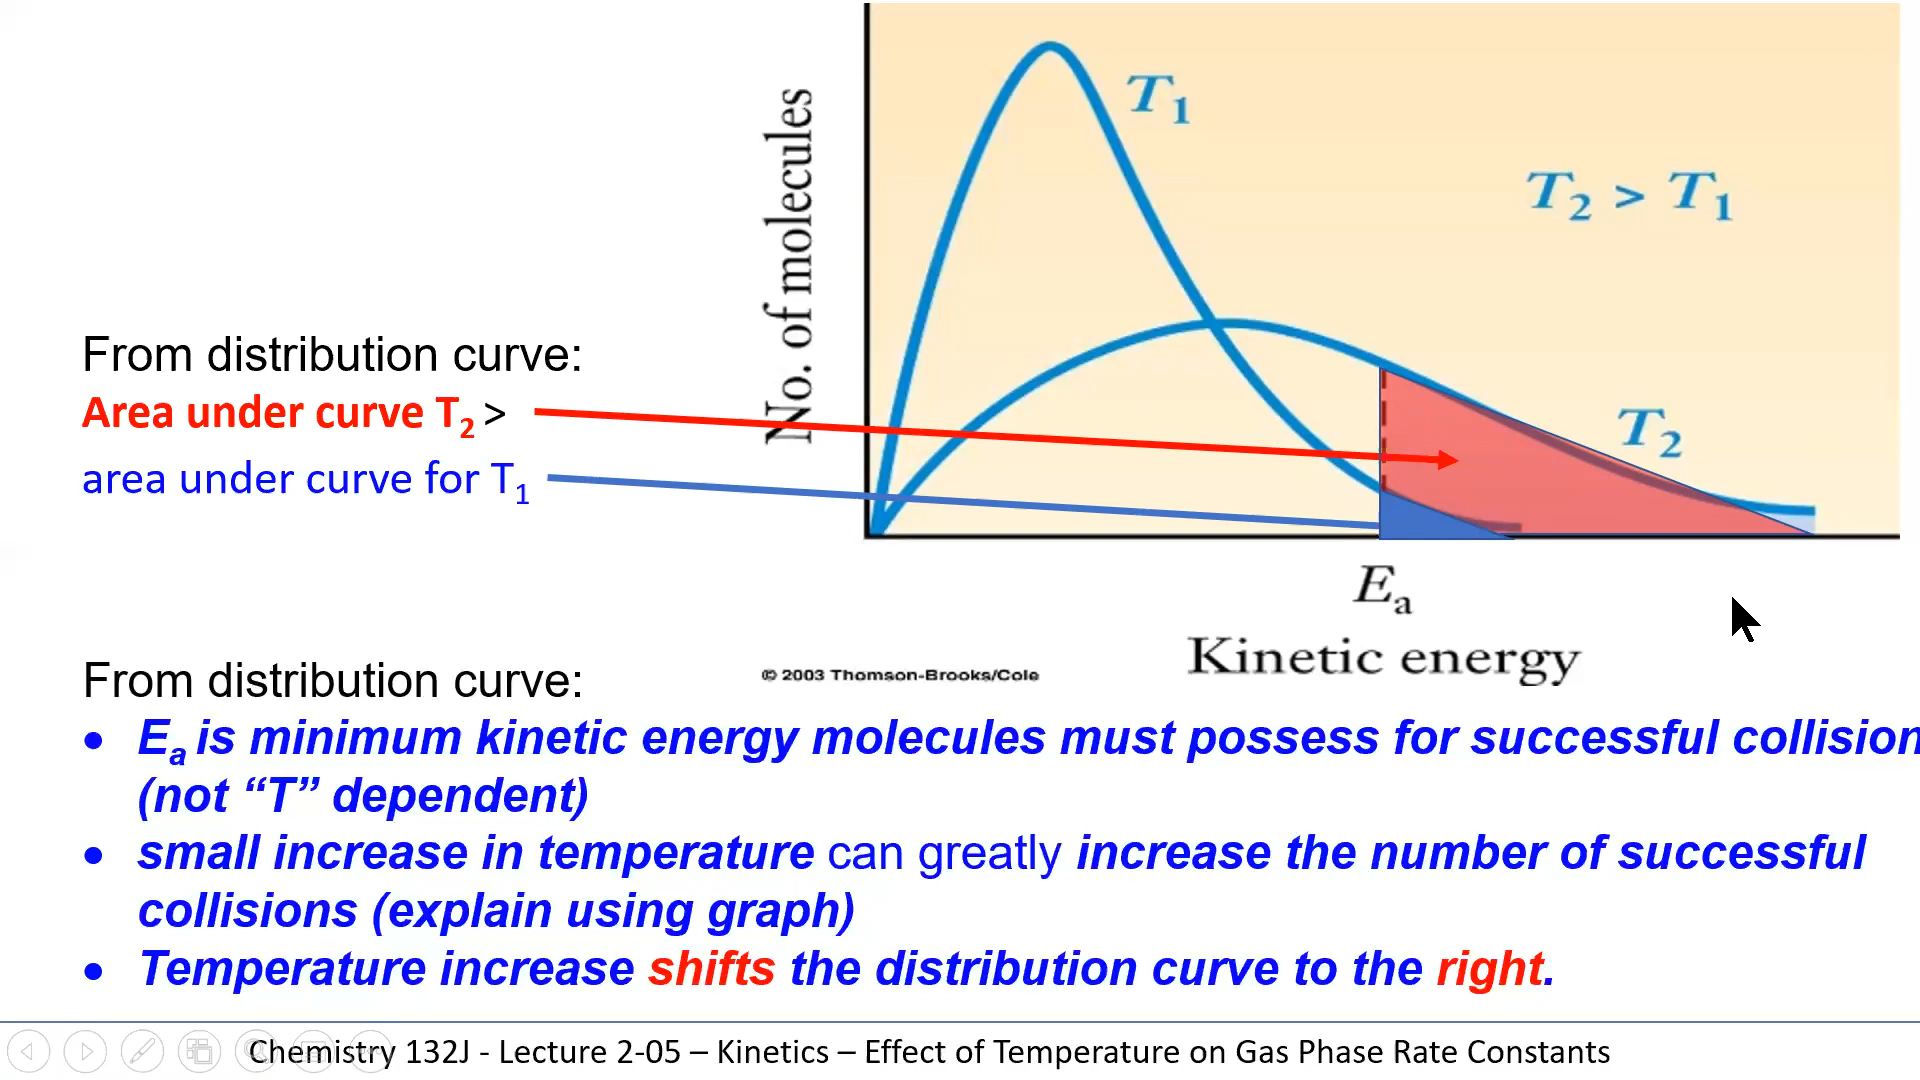 No. of molecules
T1
T2 > T1
T2
From distribution curve:
Area under curve T2 >
area under curve for T1
Ea
Kinetic energy
© 2003 Thomson-Brooks/Cole
From distribution curve:
• Ea is minimum kinetic energy molecules must possess for successful collision
(not “T” dependent)
• small increase in temperature can greatly increase the number of successful
collisions (explain using graph)
• Temperature increase shifts the distribution curve to the right.
Chemistry 132J - Lecture 2-05 – Kinetics – Effect of Temperature on Gas Phase Rate Constants